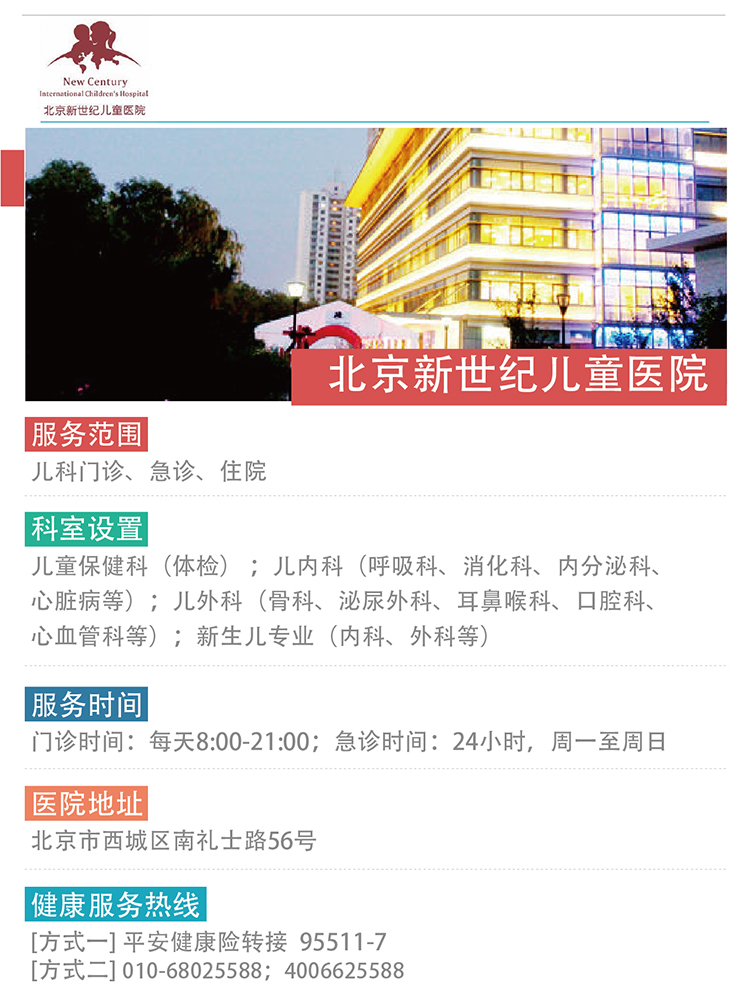 New Century
International Children's Hospital
北京新世纪儿童医院
北京新世纪儿童医院
服务范围
儿科门诊、急诊、住院
科室设置
儿童保健科（体检）；儿内科（呼吸科、消化科、内分泌科、
心脏病等）；儿外科（骨科、泌尿外科、耳鼻喉科、口腔科、
心血管科等）；新生儿专业（内科、外科等）
服务时间
门诊时间：每天8:00-21:00；急诊时间：24小时，周一至周日
医院地址
北京市西城区南礼士路56号
健康服务热线
[方式一] 平安健康险转接 95511-7
[方式二] 010-68025588；4006625588